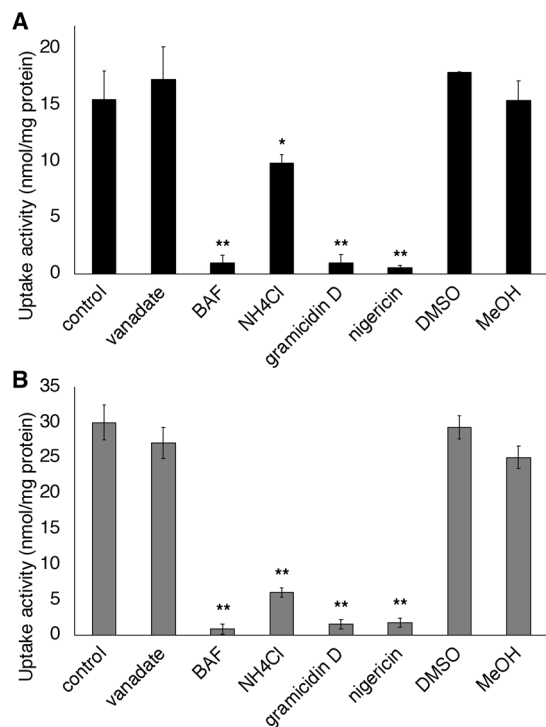 A
Uptake activity (nmol/mg protein)
20
15
10
5
0
**
*
**
**
control
vanadate
BAF
NH4Cl
gramicidin D
nigericin
DMSO
MeOH
B
Uptake activity (nmol/mg protein)
35
30
25
20
15
10
5
0
**
**
**
**
control
vanadate
BAF
NH4Cl
gramicidin D
nigericin
DMSO
MeOH